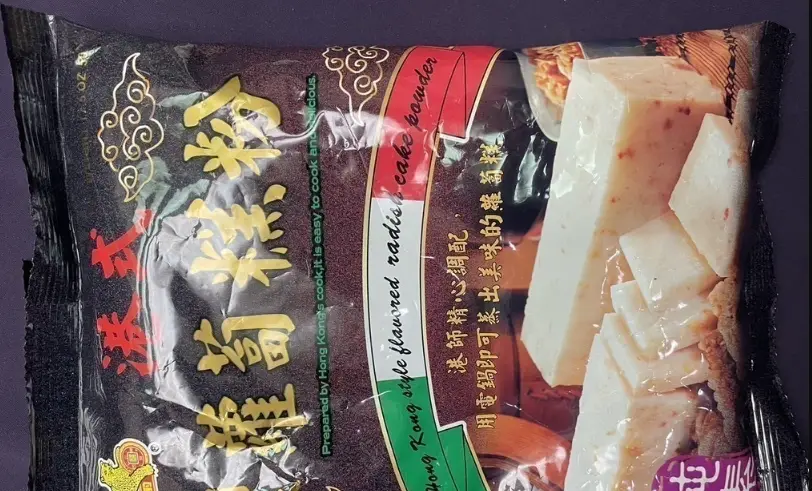 港式
蘿蔔糕粉
Prepared by Hong Kong's cook,it is easy to cook and delicious.
Hong Kong style flavored radish cake powder
港師精心調配，
用電鍋即可蒸出美味的蘿蔔糕
純素